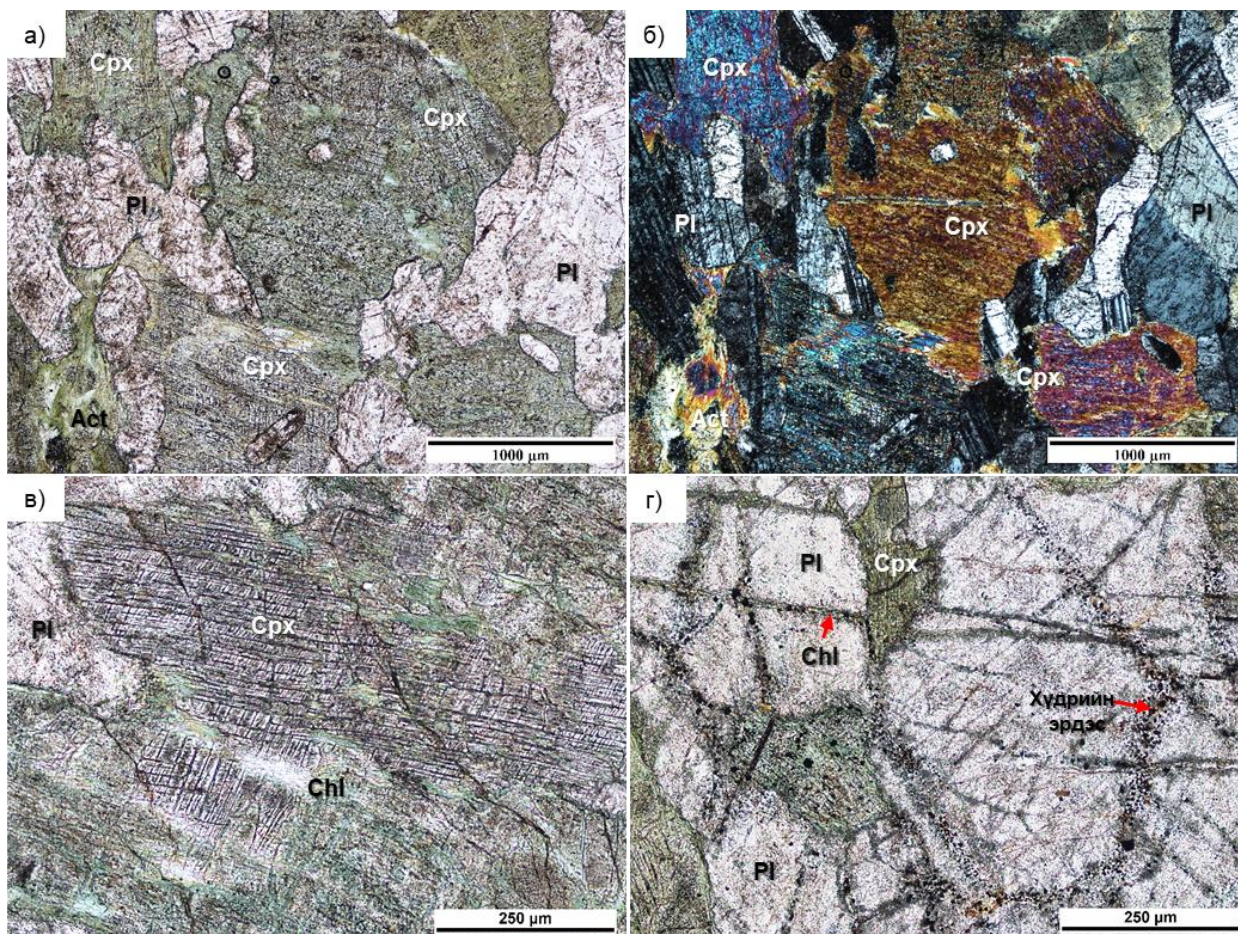 а)
Cpx
Cpx
Pl
Pl
Cpx
Act
1000 µm
б)
Cpx
Pl
Cpx
Pl
Cpx
Act
1000 µm
в)
Pl
Cpx
Chl
250 µm
г)
Pl
Cpx
Chl
Хүдрийн
эрдэс
Pl
250 µm